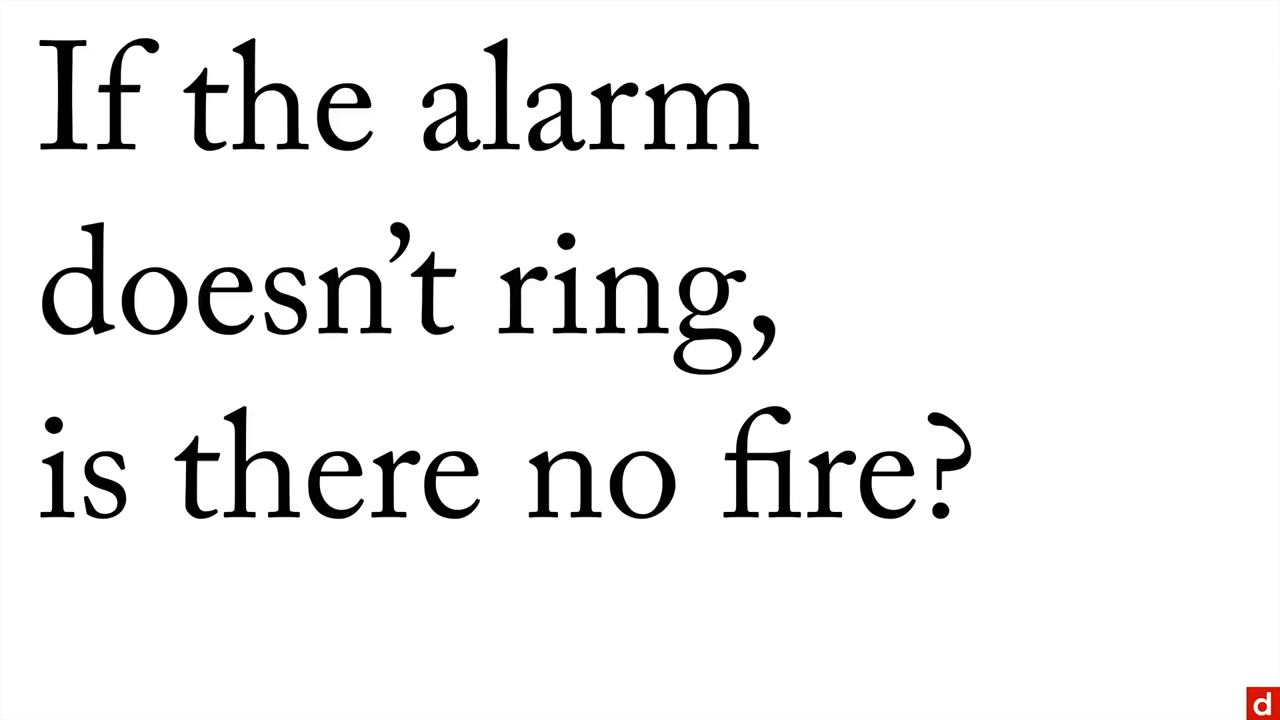 If the alarm
doesn’t ring,
is there no fire?
d